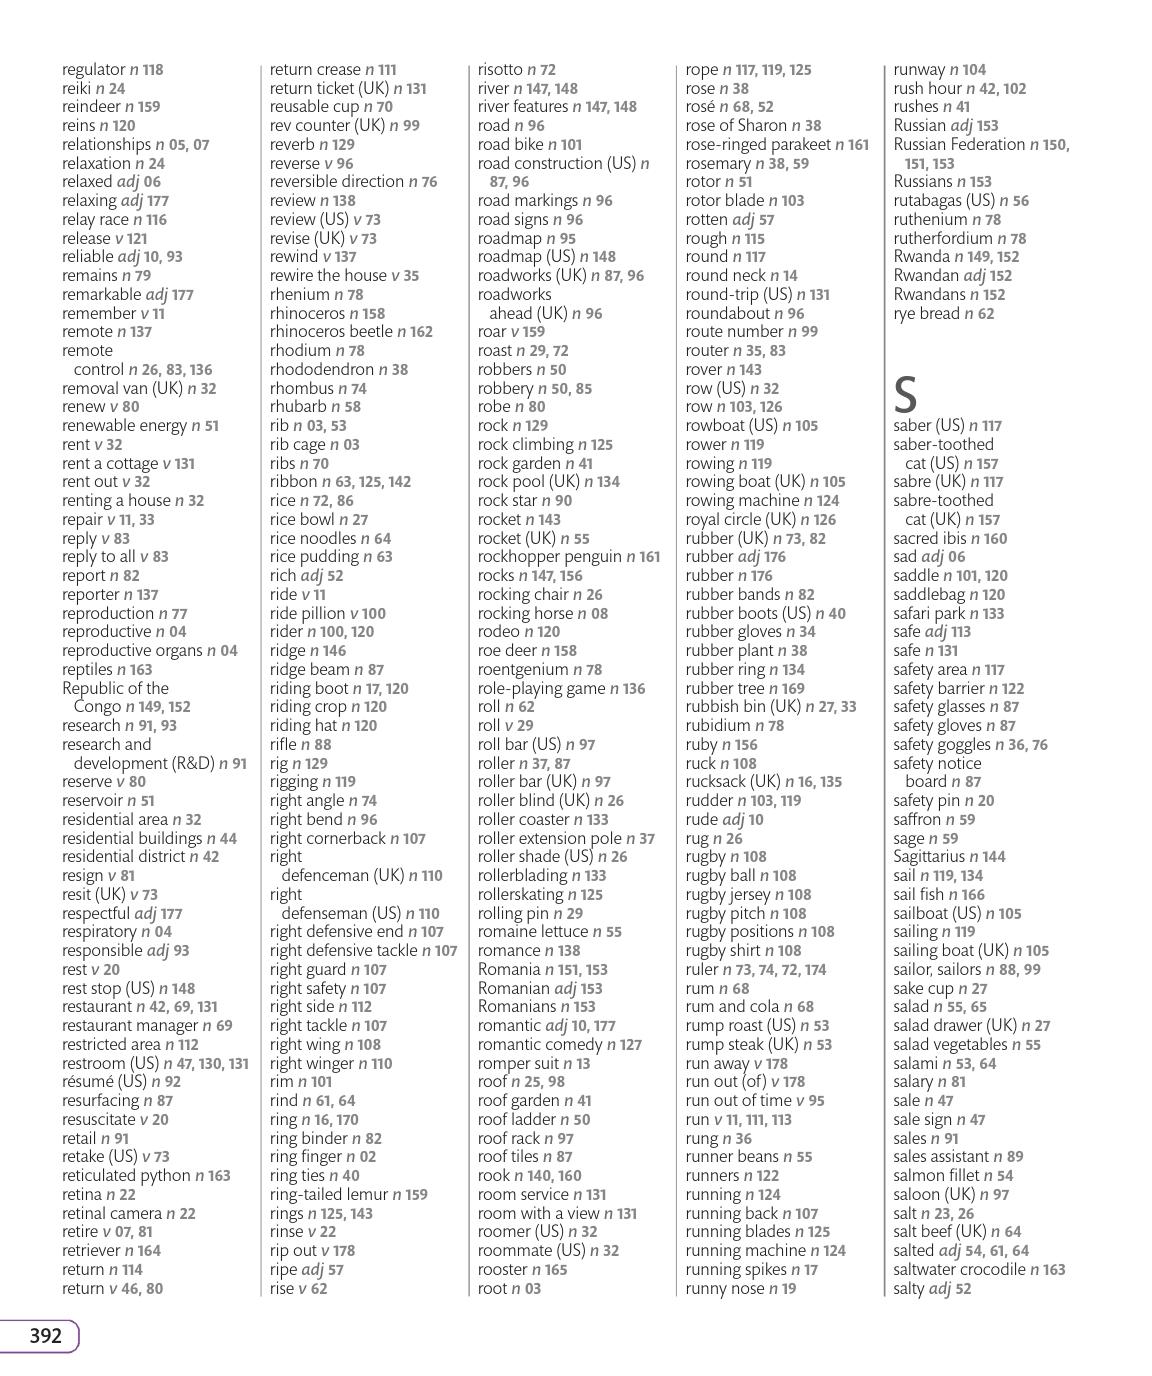 regulator n 118
reiki n 24
reindeer n 159
reins n 120
relationships n 05, 07
relaxation n 24
relaxed adj 06
relaxing adj 177
relay race n 116
release v 121
reliable adj 10, 93
remains n 79
remarkable adj 177
remember v 11
remote n 137
remote
control n 26, 83, 136
removal van (UK) n 32
renew v 80
renewable energy n 51
rent v 32
rent a cottage v 131
rent out v 32
renting a house n 32
repair v 11, 33
reply v 83
reply to all v 83
report n 82
reporter n 137
reproduction n 77
reproductive n 04
reproductive organs n 04
reptiles n 163
Republic of the
Congo n 149, 152
research n 91, 93
research and
development (R&D) n 91
reserve v 80
reservoir n 51
residential area n 32
residential buildings n 44
residential district n 42
resign v 81
resit (UK) v 73
respectful adj 177
respiratory n 04
responsible adj 93
rest v 20
rest stop (US) n 148
restaurant n 42, 69, 131
restaurant manager n 69
restricted area n 112
restroom (US) n 47, 130, 131
résumé (US) n 92
resurfacing n 87
resuscitate v 20
retail n 91
retake (US) v 73
reticulated python n 163
retina n 22
retinal camera n 22
retire v 07, 81
retriever n 164
return n 114
return v 46, 80
return crease n 111
return ticket (UK) n 131
reusable cup n 70
rev counter (UK) n 99
reverb n 129
reverse v 96
reversible direction n 76
review n 138
review (US) v 73
revise (UK) v 73
rewind v 137
rewire the house v 35
rhenium n 78
rhinoceros n 158
rhinoceros beetle n 162
rhodium n 78
rhododendron n 38
rhombus n 74
rhubarb n 58
rib n 03, 53
rib cage n 03
ribs n 70
ribbon n 63, 125, 142
rice n 72, 86
rice bowl n 27
rice noodles n 64
rice pudding n 63
rich adj 52
ride v 11
ride pillion v 100
rider n 100, 120
ridge n 146
ridge beam n 87
riding boot n 17, 120
riding crop n 120
riding hat n 120
rifle n 88
rig n 129
rigging n 119
right angle n 74
right bend n 96
right cornerback n 107
right
defenceman (UK) n 110
right
defenseman (US) n 110
right defensive end n 107
right defensive tackle n 107
right guard n 107
right safety n 107
right side n 112
right tackle n 107
right wing n 108
right winger n 110
rim n 101
rind n 61, 64
ring n 16, 170
ring binder n 82
ring finger n 02
ring ties n 40
ring-tailed lemur n 159
rings n 125, 143
rinse v 22
rip out v 178
ripe adj 57
rise v 62
risotto n 72
river n 147, 148
river features n 147, 148
road n 96
road bike n 101
road construction (US) n
87, 96
road markings n 96
road signs n 96
roadmap n 95
roadmap (US) n 148
roadworks (UK) n 87, 96
roadworks
ahead (UK) n 96
roar v 159
roast n 29, 72
robbers n 50
robbery n 50, 85
robe n 80
rock n 129
rock climbing n 125
rock garden n 41
rock pool (UK) n 134
rock star n 90
rocket n 143
rocket (UK) n 55
rockhopper penguin n 161
rocks n 147, 156
rocking chair n 26
rocking horse n 08
rodeo n 120
roe deer n 158
roentgenium n 78
role-playing game n 136
roll n 62
roll v 29
roll bar (US) n 97
roller n 37, 87
roller bar (UK) n 97
roller blind (UK) n 26
roller coaster n 133
roller extension pole n 37
roller shade (US) n 26
rollerblading n 133
rollerskating n 125
rolling pin n 29
romaine lettuce n 55
romance n 138
Romania n 151, 153
Romanian adj 153
Romanians n 153
romantic adj 10, 177
romantic comedy n 127
romper suit n 13
roof n 25, 98
roof garden n 41
roof ladder n 50
roof rack n 97
roof tiles n 87
rook n 140, 160
room service n 131
room with a view n 131
roomer (US) n 32
roommate (US) n 32
rooster n 165
root n 03
rope n 117, 119, 125
rose n 38
rosé n 68, 52
rose of Sharon n 38
rose-ringed parakeet n 161
rosemary n 38, 59
rotor n 51
rotor blade n 103
rotten adj 57
rough n 115
round n 117
round neck n 14
round-trip (US) n 131
roundabout n 96
route number n 99
router n 35, 83
rover n 143
row (US) n 32
row n 103, 126
rowboat (US) n 105
rower n 119
rowing n 119
rowing boat (UK) n 105
rowing machine n 124
royal circle (UK) n 126
rubber (UK) n 73, 82
rubber adj 176
rubber n 176
rubber bands n 82
rubber boots (US) n 40
rubber gloves n 34
rubber plant n 38
rubber ring n 134
rubber tree n 169
rubbish bin (UK) n 27, 33
rubidium n 78
ruby n 156
ruck n 108
rucksack (UK) n 16, 135
rudder n 103, 119
rude adj 10
rug n 26
rugby n 108
rugby ball n 108
rugby jersey n 108
rugby pitch n 108
rugby positions n 108
rugby shirt n 108
ruler n 73, 74, 72, 174
rum n 68
rum and cola n 68
rump roast (US) n 53
rump steak (UK) n 53
run away v 178
run out (of) v 178
run out of time v 95
run v 11, 111, 113
rung n 36
runner beans n 55
runners n 122
running n 124
running back n 107
running blades n 125
running machine n 124
running spikes n 17
runny nose n 19
runway n 104
rush hour n 42, 102
rushes n 41
Russian adj 153
Russian Federation n 150,
151, 153
Russians n 153
rutabagas (US) n 56
ruthenium n 78
rutherfordium n 78
Rwanda n 149, 152
Rwandan adj 152
Rwandans n 152
rye bread n 62
S
saber (US) n 117
saber-toothed
cat (US) n 157
sabre (UK) n 117
sabre-toothed
cat (UK) n 157
sacred ibis n 160
sad adj 06
saddle n 101, 120
saddlebag n 120
safari park n 133
safe adj 113
safe n 131
safety area n 117
safety barrier n 122
safety glasses n 87
safety gloves n 87
safety goggles n 36, 76
safety notice
board n 87
safety pin n 20
saffron n 59
sage n 59
Sagittarius n 144
sail n 119, 134
sail fish n 166
sailboat (US) n 105
sailing n 119
sailing boat (UK) n 105
sailor, sailors n 88, 99
sake cup n 27
salad n 55, 65
salad drawer (UK) n 27
salad vegetables n 55
salami n 53, 64
salary n 81
sale n 47
sale sign n 47
sales n 91
sales assistant n 89
salmon fillet n 54
saloon (UK) n 97
salt n 23, 26
salt beef (UK) n 64
salted adj 54, 61, 64
saltwater crocodile n 163
salty adj 52
392